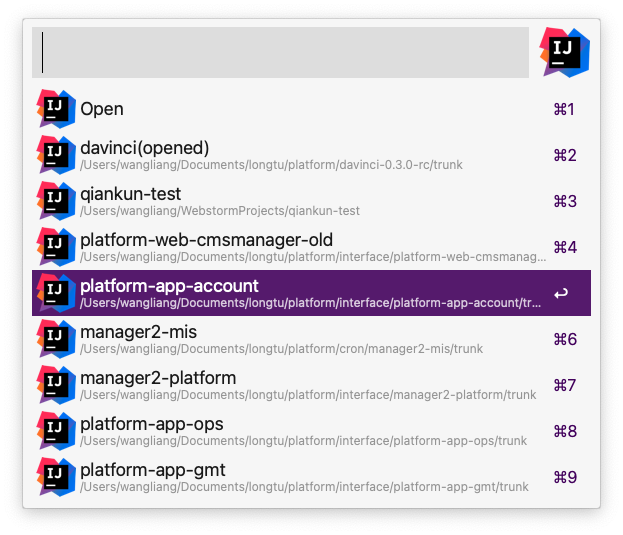 IJ
IJ
Open
⌘1
IJ
davinci(opened)
⌘2
/Users/wangliang/Documents/longtu/platform/davinci-0.3.0-rc/trunk
IJ
qiankun-test
⌘3
/Users/wangliang/WebstormProjects/qiankun-test
IJ
platform-web-cmsmanager-old
⌘4
/Users/wangliang/Documents/longtu/platform/interface/platform-web-cmsmanag...
IJ
platform-app-account
↩
/Users/wangliang/Documents/longtu/platform/interface/platform-app-account/tr...
IJ
manager2-mis
⌘6
/Users/wangliang/Documents/longtu/platform/cron/manager2-mis/trunk
IJ
manager2-platform
⌘7
/Users/wangliang/Documents/longtu/platform/interface/manager2-platform/trunk
IJ
platform-app-ops
⌘8
/Users/wangliang/Documents/longtu/platform/interface/platform-app-ops/trunk
IJ
platform-app-gmt
⌘9
/Users/wangliang/Documents/longtu/platform/interface/platform-app-gmt/trunk